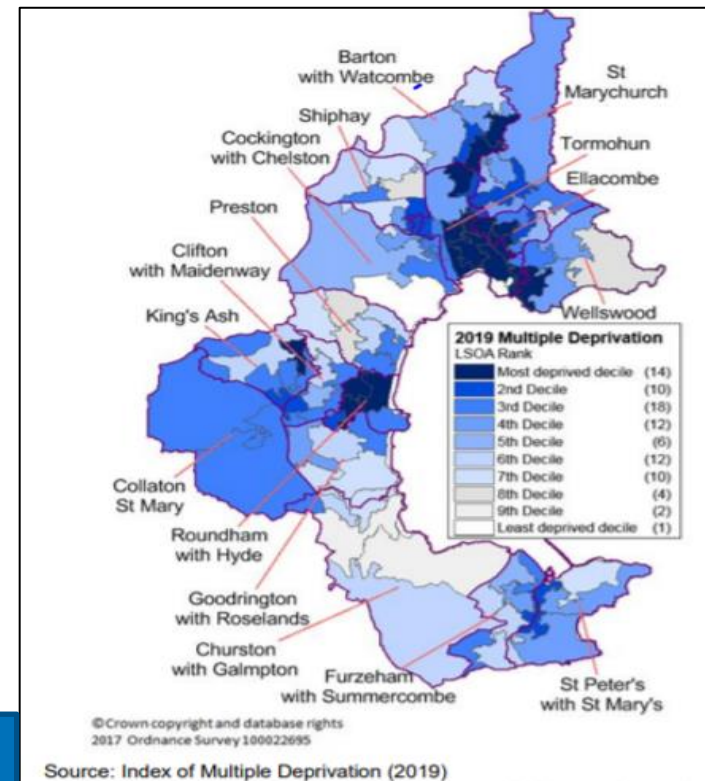 Barton
with Watcombe
St
Marychurch
Shiphay
Cockington
with Chelston
Tormohun
Ellacombe
Preston
Clifton
with Maidenway
King's Ash
Wellswood
2019 Multiple Deprivation
LSOA Rank
Most deprived decile (14)
2nd Decile (10)
3rd Decile (18)
4th Decile (12)
5th Decile (6)
6th Decile (12)
7th Decile (10)
8th Decile (4)
9th Decile (2)
Least deprived decile (1)
Collaton
St Mary
Roundham
with Hyde
Goodrington
with Roselands
Churston
with Galmpton
Furzeham
with Summercombe
St Peter's
with St Mary's
©Crown copyright and database rights
2017 Ordnance Survey 100022695
Source: Index of Multiple Deprivation (2019)